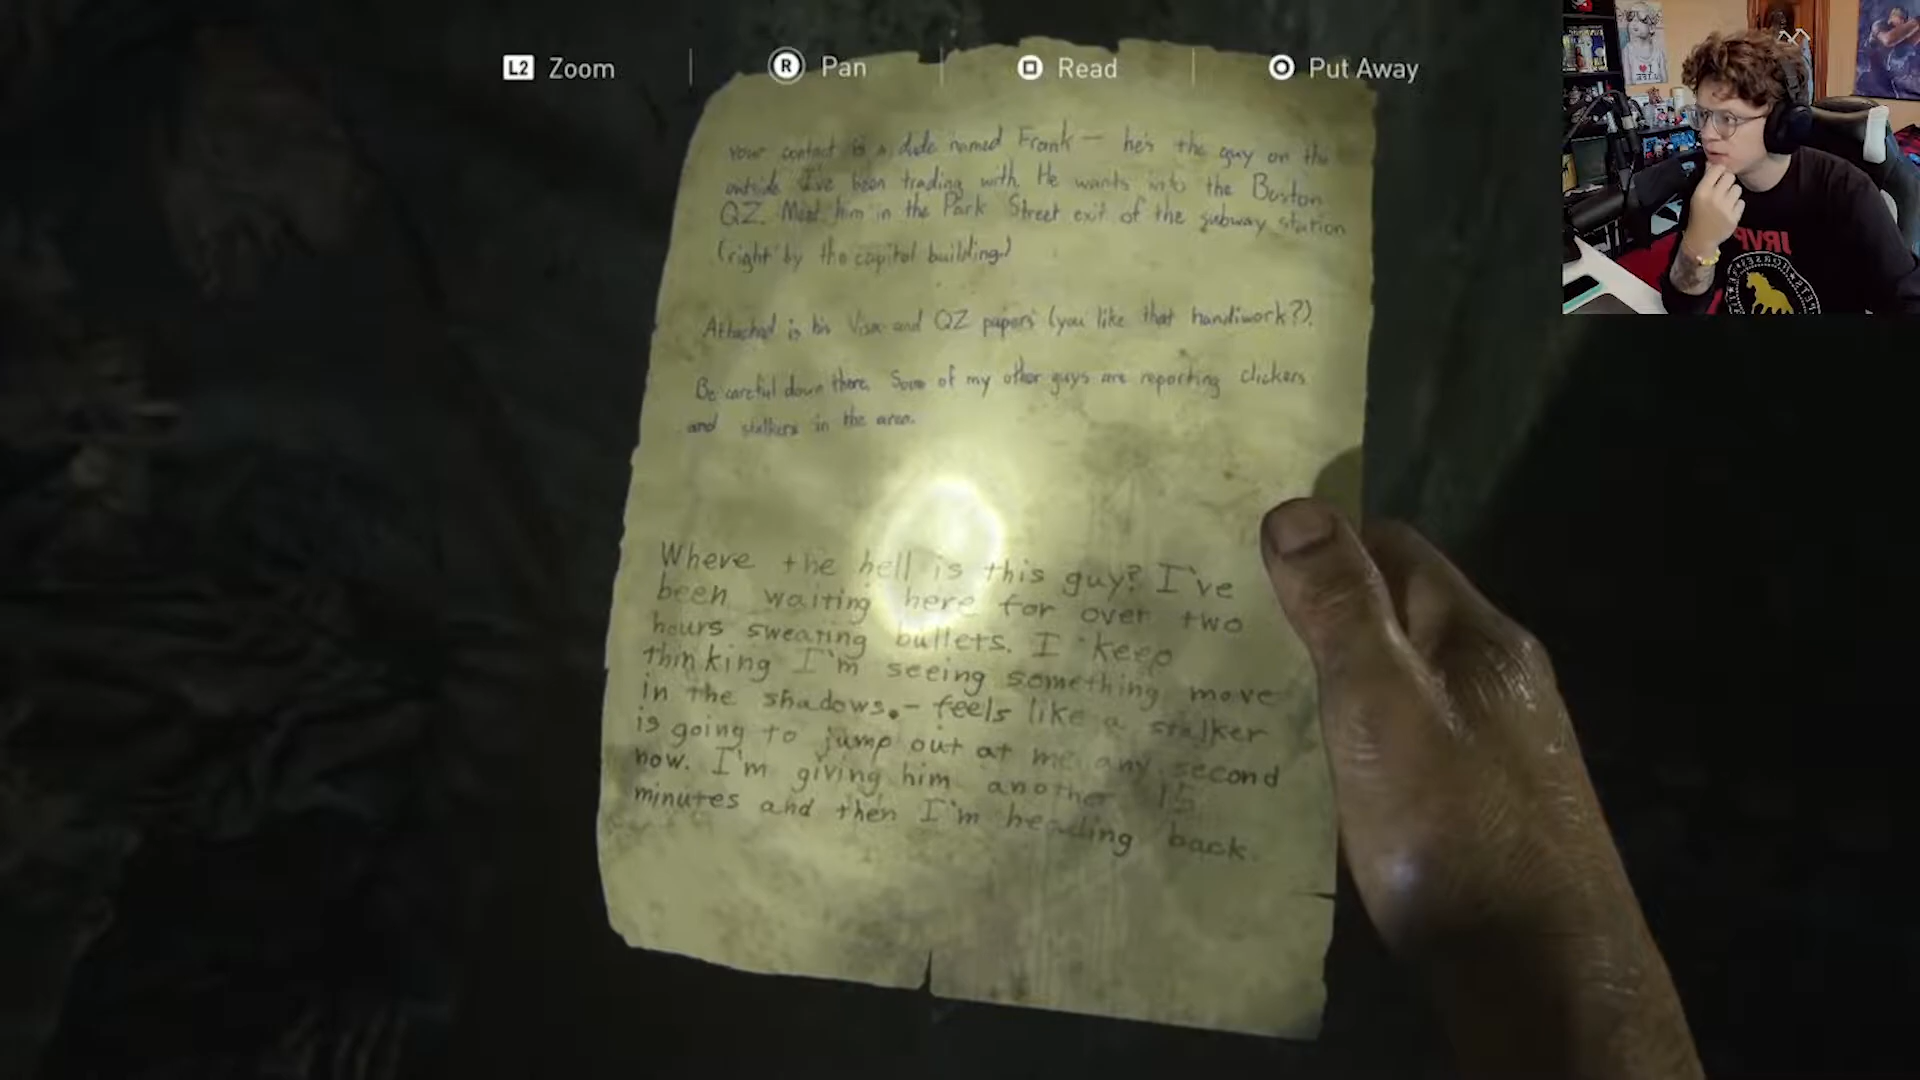 L2 Zoom
R Pan
Read
Put Away
Your contact is a dude named Frank — he's the guy on the
outside I've been trading with. He wants into the Boston
QZ. Meet him in the Park Street exit of the subway station
(right by the capitol building)
Attached is his Visa and QZ papers (you like that handiwork?).
Be careful down there. Some of my other guys are reporting clickers
and stalkers in the area.
Where the hell is this guy? I've
been waiting here for over two
hours sweating bullets. I keep
thinking I'm seeing something move
in the shadows. - feels like a stalker
is going to jump out at me any second
now. I'm giving him another 15
minutes and then I'm heading back.